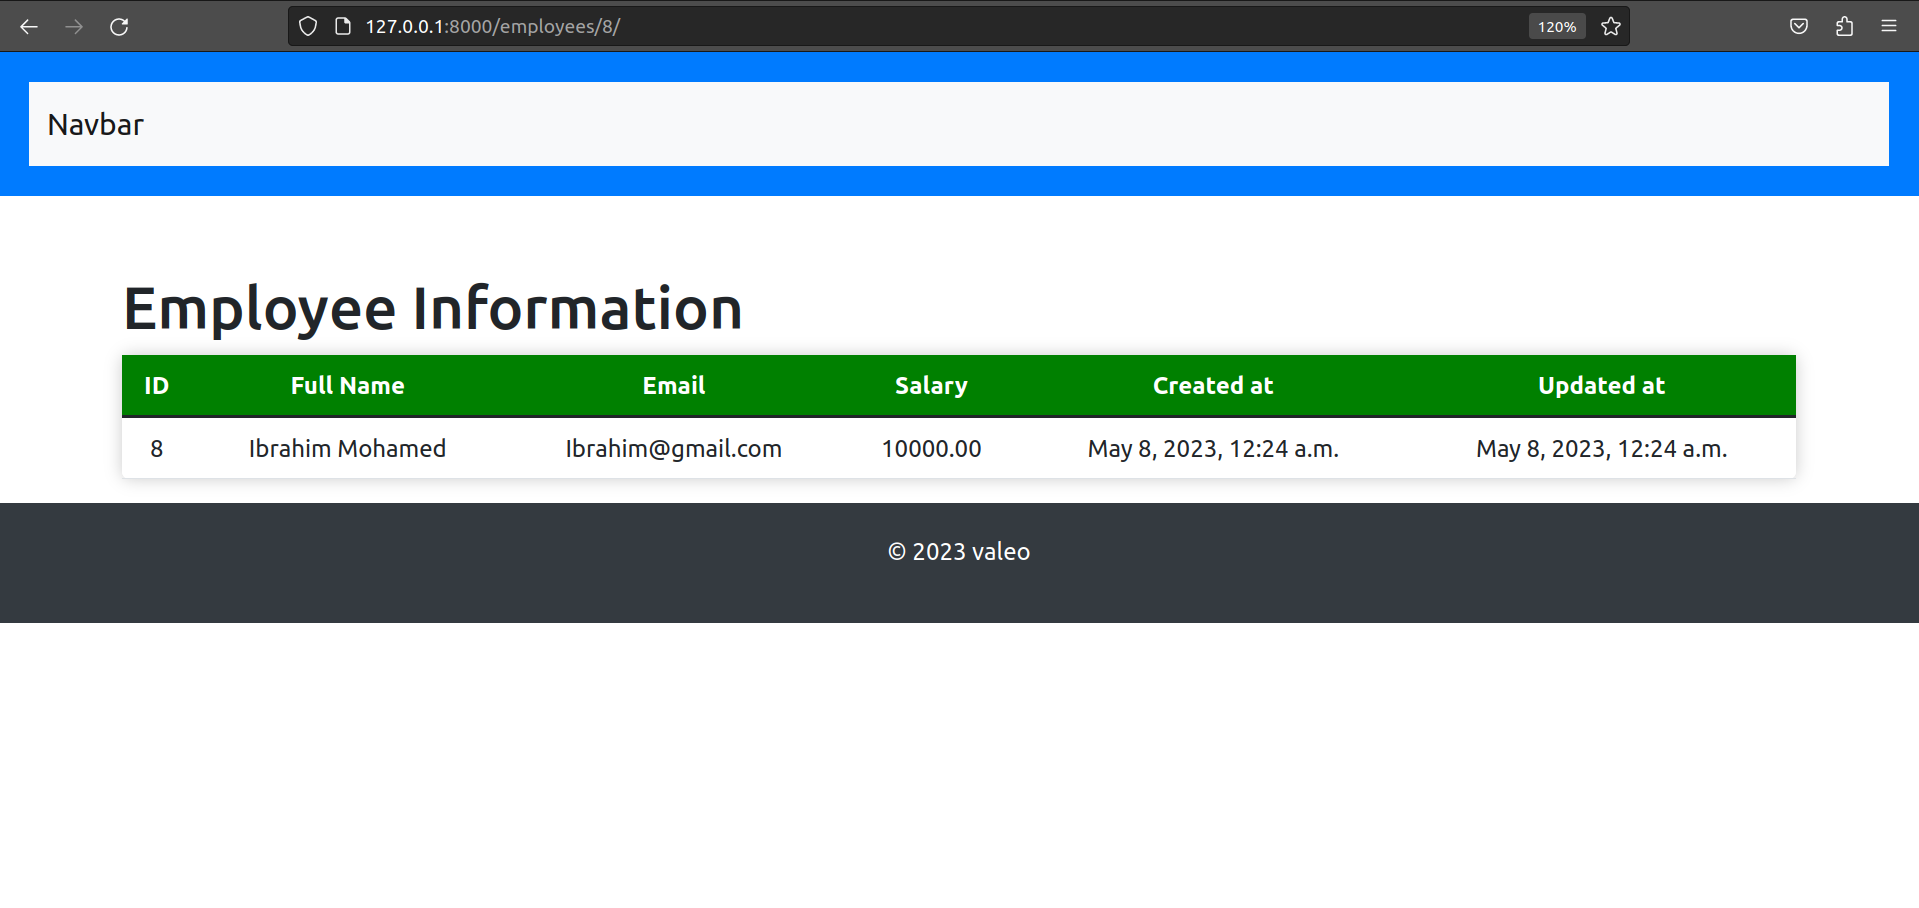 127.0.0.1:8000/employees/8/ 120%
Navbar
Employee Information
ID Full Name Email Salary Created at Updated at
8 Ibrahim Mohamed Ibrahim@gmail.com 10000.00 May 8, 2023, 12:24 a.m. May 8, 2023, 12:24 a.m.
© 2023 valeo